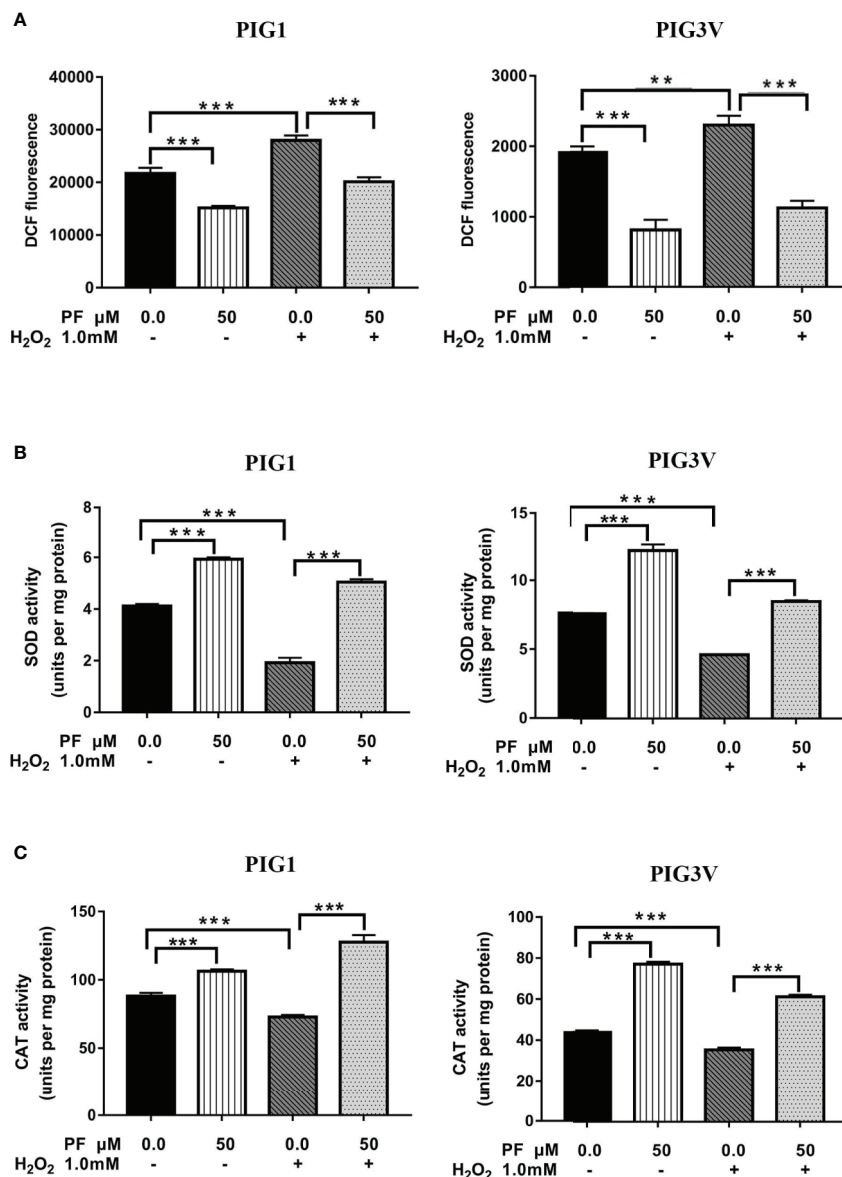 A
PIG1
PIG3V
DCF fluorescence
40000
30000
20000
10000
0
***
***
***
PF µM 0.0 50 0.0 50
H₂O₂ 1.0mM - - + +
DCF fluorescence
3000
2000
1000
0
***
**
***
PF µM 0.0 50 0.0 50
H₂O₂ 1.0mM - - + +
B
PIG1
PIG3V
SOD activity
(units per mg protein)
8
6
4
2
0
***
***
***
PF µM 0.0 50 0.0 50
H₂O₂ 1.0mM - - + +
SOD activity
(units per mg protein)
15
10
5
0
***
***
***
PF µM 0.0 50 0.0 50
H₂O₂ 1.0mM - - + +
C
PIG1
PIG3V
CAT activity
(units per mg protein)
150
100
50
0
***
***
***
PF µM 0.0 50 0.0 50
H₂O₂ 1.0mM - - + +
CAT activity
(units per mg protein)
100
80
60
40
20
0
***
***
***
PF µM 0.0 50 0.0 50
H₂O₂ 1.0mM - - + +